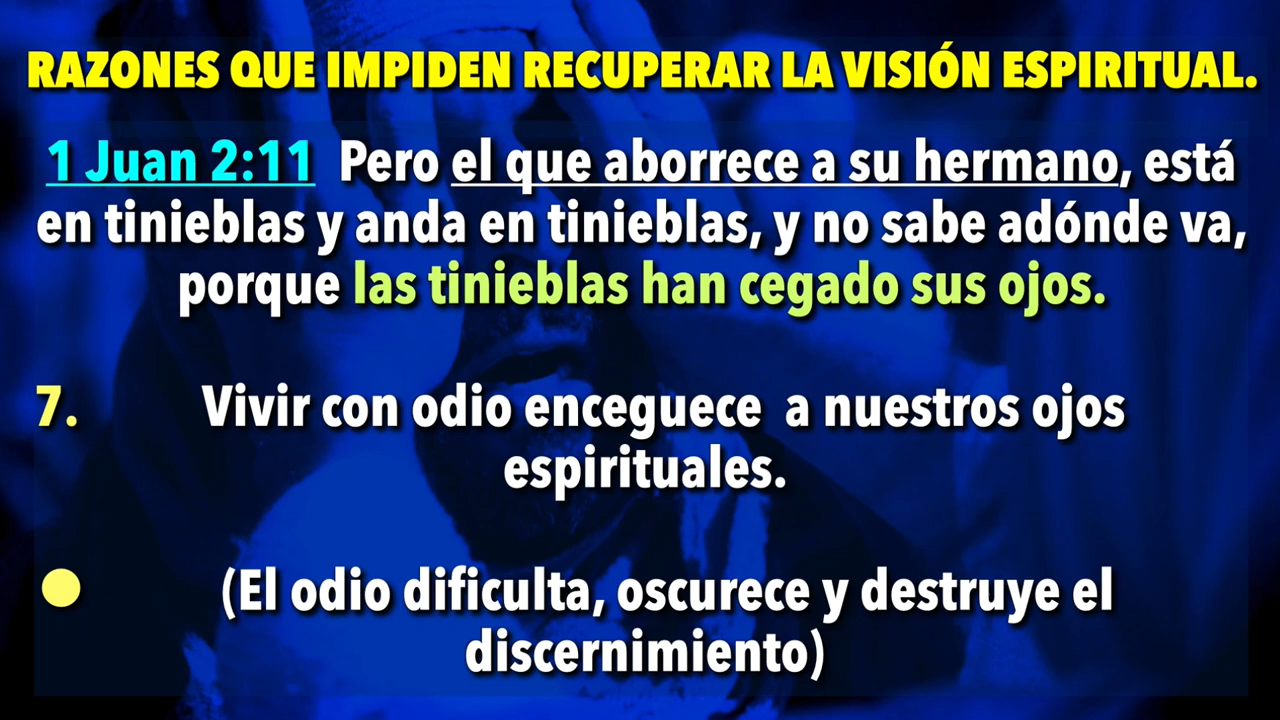 RAZONES QUE IMPIDEN RECUPERAR LA VISIÓN ESPIRITUAL.
1 Juan 2:11 Pero el que aborrece a su hermano, está
en tinieblas y anda en tinieblas, y no sabe adónde va,
porque las tinieblas han cegado sus ojos.
7. Vivir con odio enceguece a nuestros ojos
espirituales.
● (El odio dificulta, oscurece y destruye el
discernimiento)